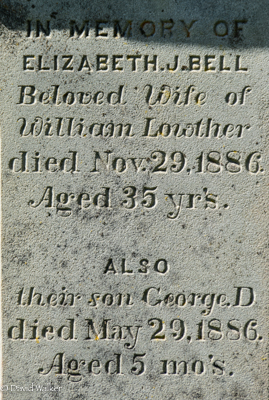 IN MEMORY OF
ELIZABETH.J.BELL
Beloved Wife of
William Lowther
died Nov. 29, 1886.
Aged 35 yr's.
ALSO
their son George.D
died May 29, 1886.
Aged 5 mo's.
© David Walker